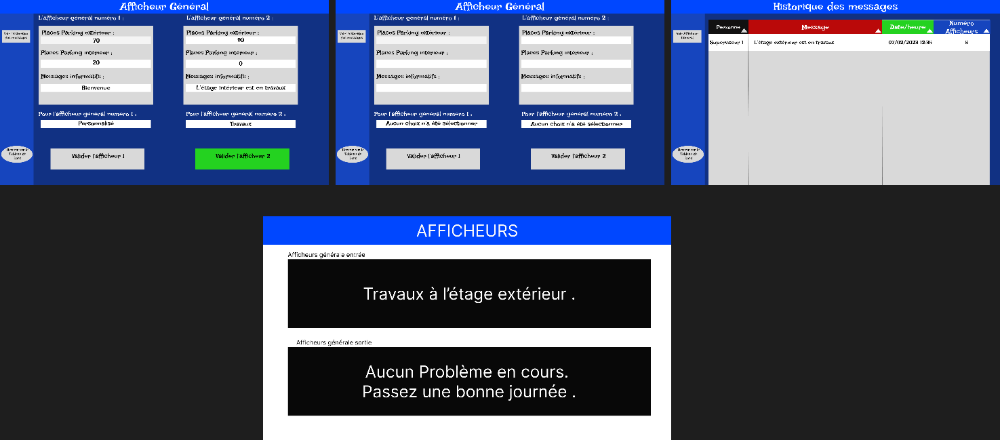 Afficheur Général
L'afficheur général numéro 1 :
L'afficheur général numéro 2 :
Voir historique
des messages
Places Parkigny extérieur :
70
Places Parking intérieur :
20
Messages informatifs :
Bienvenue
Places Parkigny extérieur :
90
Places Parking intérieur :
0
Messages informatifs :
L'étage intérieur est en travaux
Pour l'afficheur général numéro 1 :
Personnalisé
Pour l'afficheur général numéro 2 :
Travaux
Revenir sur le
Tableau de
bord
Valider l'afficheur 1
Valider l'afficheur 2
Afficheur Général
L'afficheur général numéro 1 :
L'afficheur général numéro 2 :
Voir historique
des messages
Places Parkigny extérieur :
Places Parking intérieur :
Messages informatifs :
Places Parkigny extérieur :
Places Parking intérieur :
Messages informatifs :
Pour l'afficheur général numéro 1 :
Aucun choix n'a été sélectionner
Pour l'afficheur général numéro 2 :
Aucun choix n'a été sélectionner
Revenir sur le
Tableau de
bord
Valider l'afficheur 1
Valider l'afficheur 2
Historique des messages
Voir Afficheur
Général
Personne
Message
Date/heure
Numéro
Afficheurs
Superviseur 1
L'étage extérieur est en travaux
07/02/2023 12:35
Revenir sur le
Tableau de
bord
AFFICHEURS
Afficheurs générale entrée
Travaux à l'étage extérieur .
Afficheurs générale sortie
Aucun Problème en cours.
Passez une bonne journée .